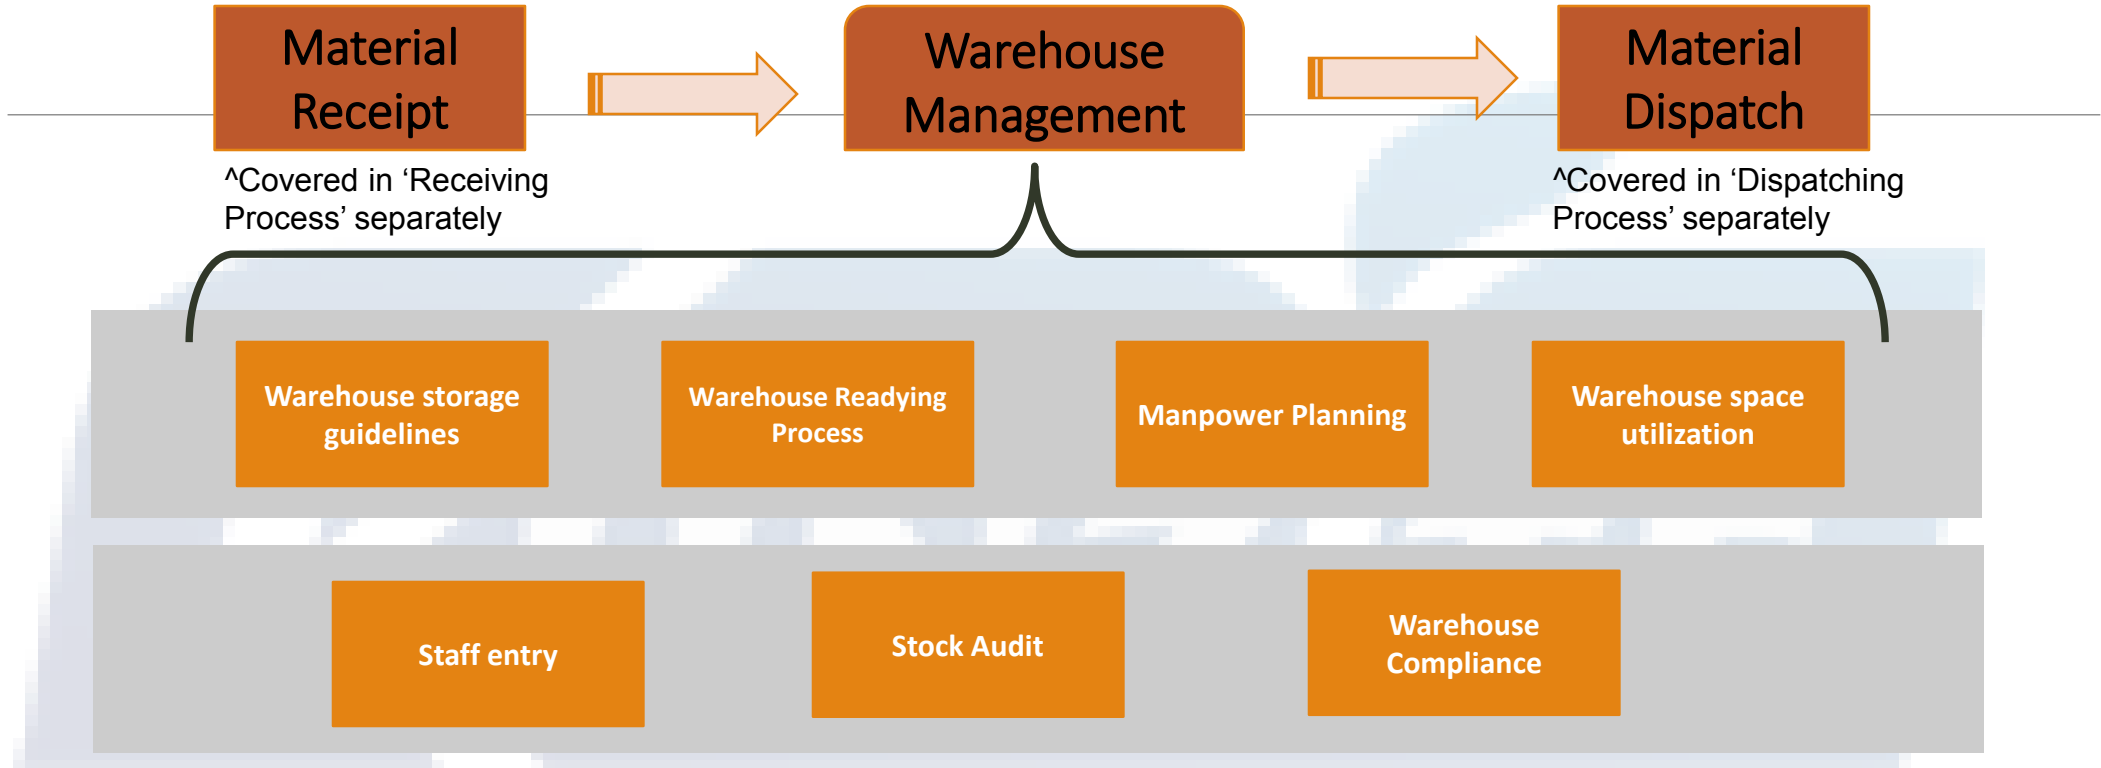 Material
Receipt
Warehouse
Management
Material
Dispatch
^Covered in ‘Receiving
Process’ separately
^Covered in ‘Dispatching
Process’ separately
Warehouse storage
guidelines
Warehouse Readying
Process
Manpower Planning
Warehouse space
utilization
Staff entry
Stock Audit
Warehouse
Compliance